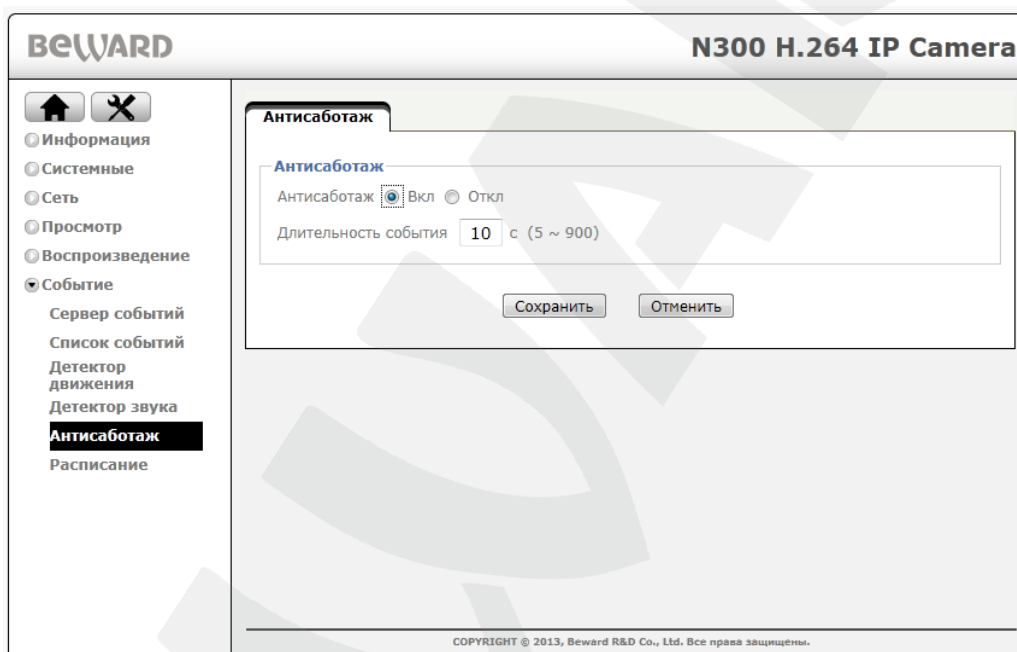 BEWARD
N300 H.264 IP Camera
Информация
Системные
Сеть
Просмотр
Воспроизведение
Событие
Сервер событий
Список событий
Детектор
движения
Детектор звука
Антисаботаж
Расписание
Антисаботаж
Антисаботаж
Антисаботаж Вкл Откл
Длительность события 10 с (5 ~ 900)
Сохранить Отменить
COPYRIGHT © 2013, Beward R&D Co., Ltd. Все права защищены.